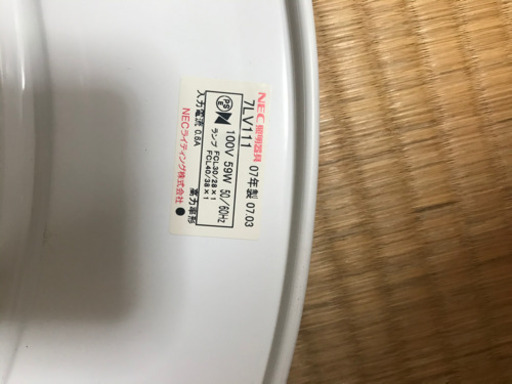 NEC照明器具 07年製 07.03
7LV111
PS E 100V 59W 50/60Hz
ランプ FCL30/28×1
FCL40/38×1
入力電流 0.6A 高力率形
NECライティング株式会社